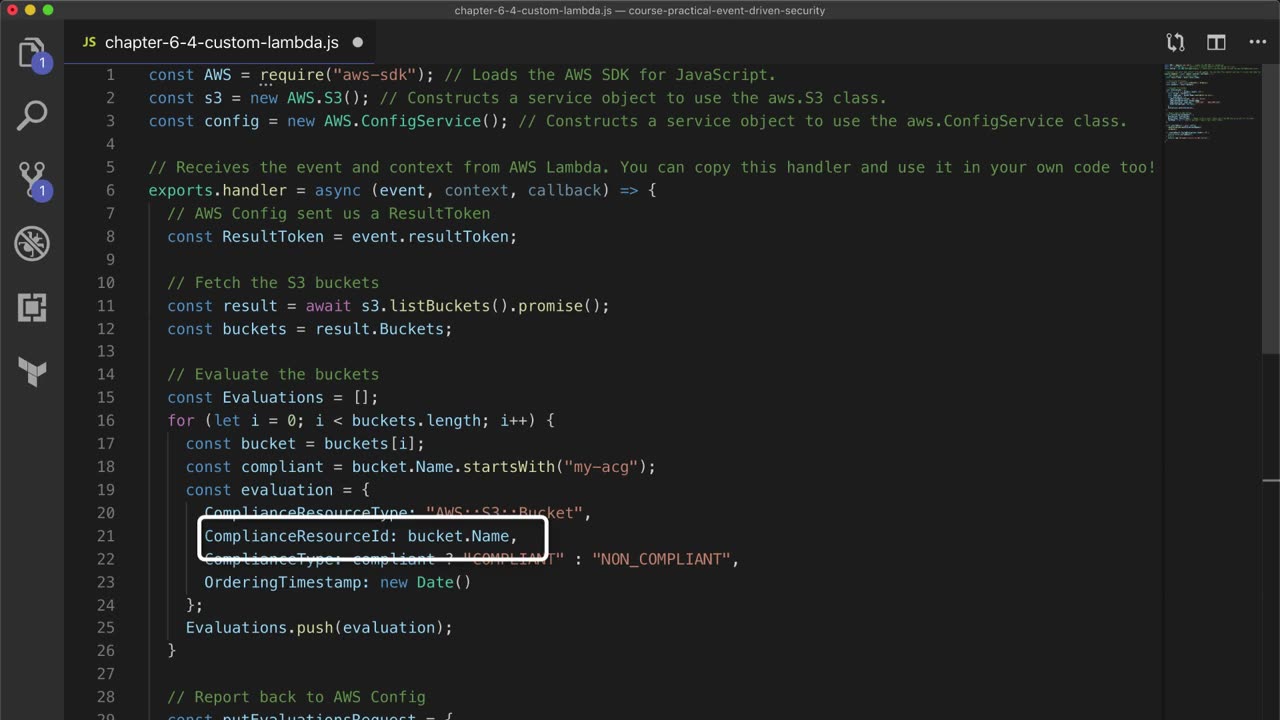 chapter-6-4-custom-lambda.js — course-practical-event-driven-security
JS chapter-6-4-custom-lambda.js
1
1
1 const AWS = require("aws-sdk"); // Loads the AWS SDK for JavaScript.
2 const s3 = new AWS.S3(); // Constructs a service object to use the aws.S3 class.
3 const config = new AWS.ConfigService(); // Constructs a service object to use the aws.ConfigService class.
4
5 // Receives the event and context from AWS Lambda. You can copy this handler and use it in your own code too!
6 exports.handler = async (event, context, callback) => {
7 // AWS Config sent us a ResultToken
8 const ResultToken = event.resultToken;
9
10 // Fetch the S3 buckets
11 const result = await s3.listBuckets().promise();
12 const buckets = result.Buckets;
13
14 // Evaluate the buckets
15 const Evaluations = [];
16 for (let i = 0; i < buckets.length; i++) {
17 const bucket = buckets[i];
18 const compliant = bucket.Name.startsWith("my-acg");
19 const evaluation = {
20 ComplianceResourceType: "AWS::S3::Bucket",
21 ComplianceResourceId: bucket.Name,
22 ComplianceType: compliant ? "COMPLIANT" : "NON_COMPLIANT",
23 OrderingTimestamp: new Date()
24 };
25 Evaluations.push(evaluation);
26 }
27
28 // Report back to AWS Config
29 const putEvaluationsRequest = {